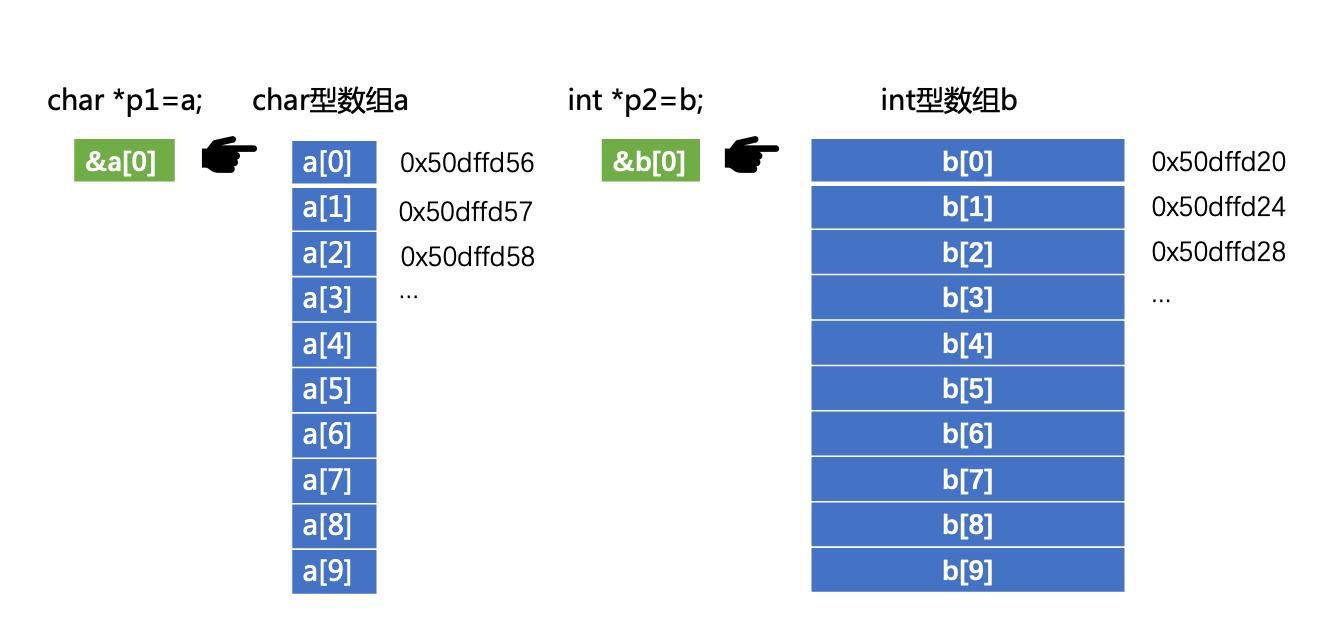 char *p1=a;
char型数组a
int *p2=b;
int型数组b
&a[0]
a[0]
0x50dffd56
&b[0]
b[0]
0x50dffd20
a[1]
0x50dffd57
b[1]
0x50dffd24
a[2]
0x50dffd58
b[2]
0x50dffd28
a[3]
...
b[3]
...
a[4]
b[4]
a[5]
b[5]
a[6]
b[6]
a[7]
b[7]
a[8]
b[8]
a[9]
b[9]